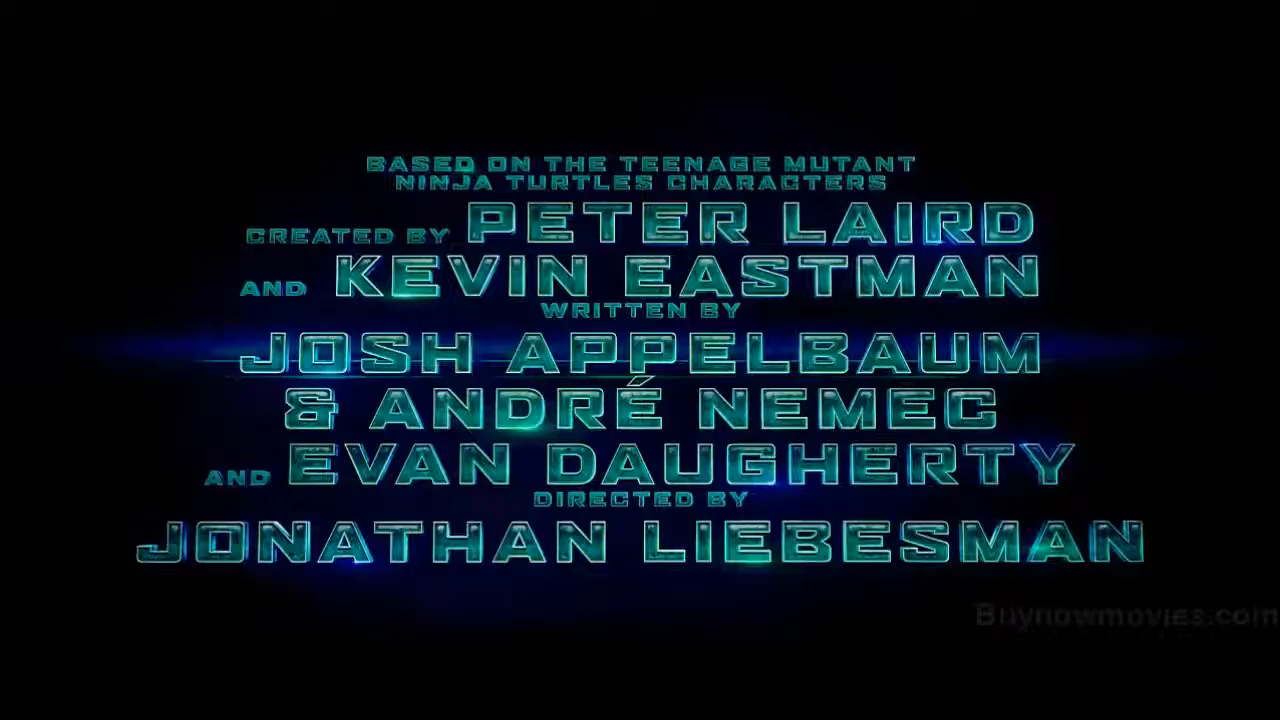 BASED ON THE TEENAGE MUTANT
NINJA TURTLES CHARACTERS
CREATED BY PETER LAIRD
AND KEVIN EASTMAN
WRITTEN BY
JOSH APPELBAUM
& ANDRÉ NEMEC
AND EVAN DAUGHERTY
DIRECTED BY
JONATHAN LIEBESMAN
Buynowmovies.com